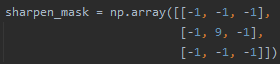 sharpen_mask = np.array([[-1, -1, -1],
[-1, 9, -1],
[-1, -1, -1]])